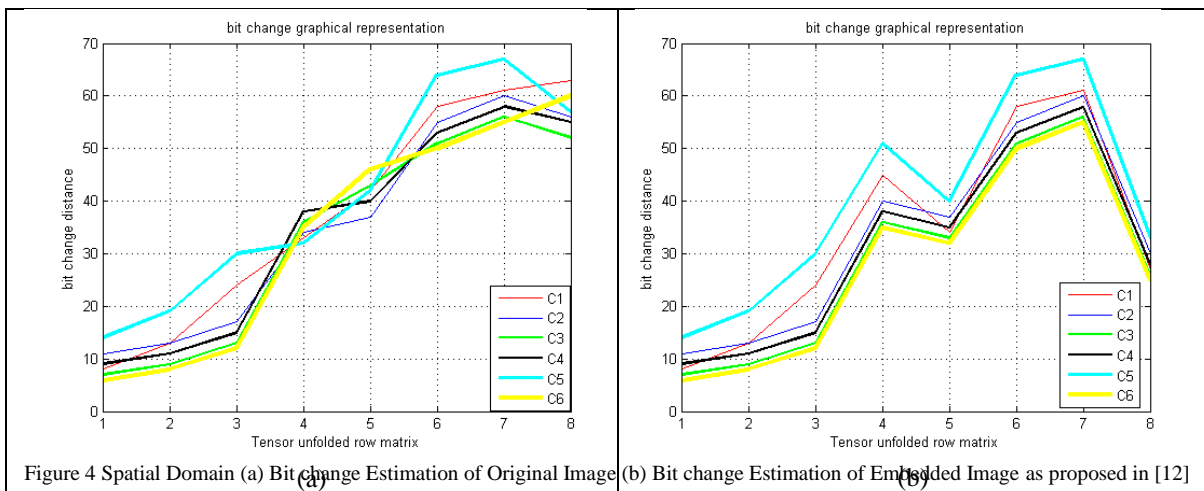 bit change graphical representation
70
60
50
40
30
20
10
0
bit change distance
1 2 3 4 5 6 7 8
Tensor unfolded row matrix
C1
C2
C3
C4
C5
C6
(a)
bit change graphical representation
70
60
50
40
30
20
10
0
bit change distance
1 2 3 4 5 6 7 8
Tensor unfolded row matrix
C1
C2
C3
C4
C5
C6
(b)
Figure 4 Spatial Domain (a) Bit change Estimation of Original Image (b) Bit change Estimation of Embedded Image as proposed in [12]